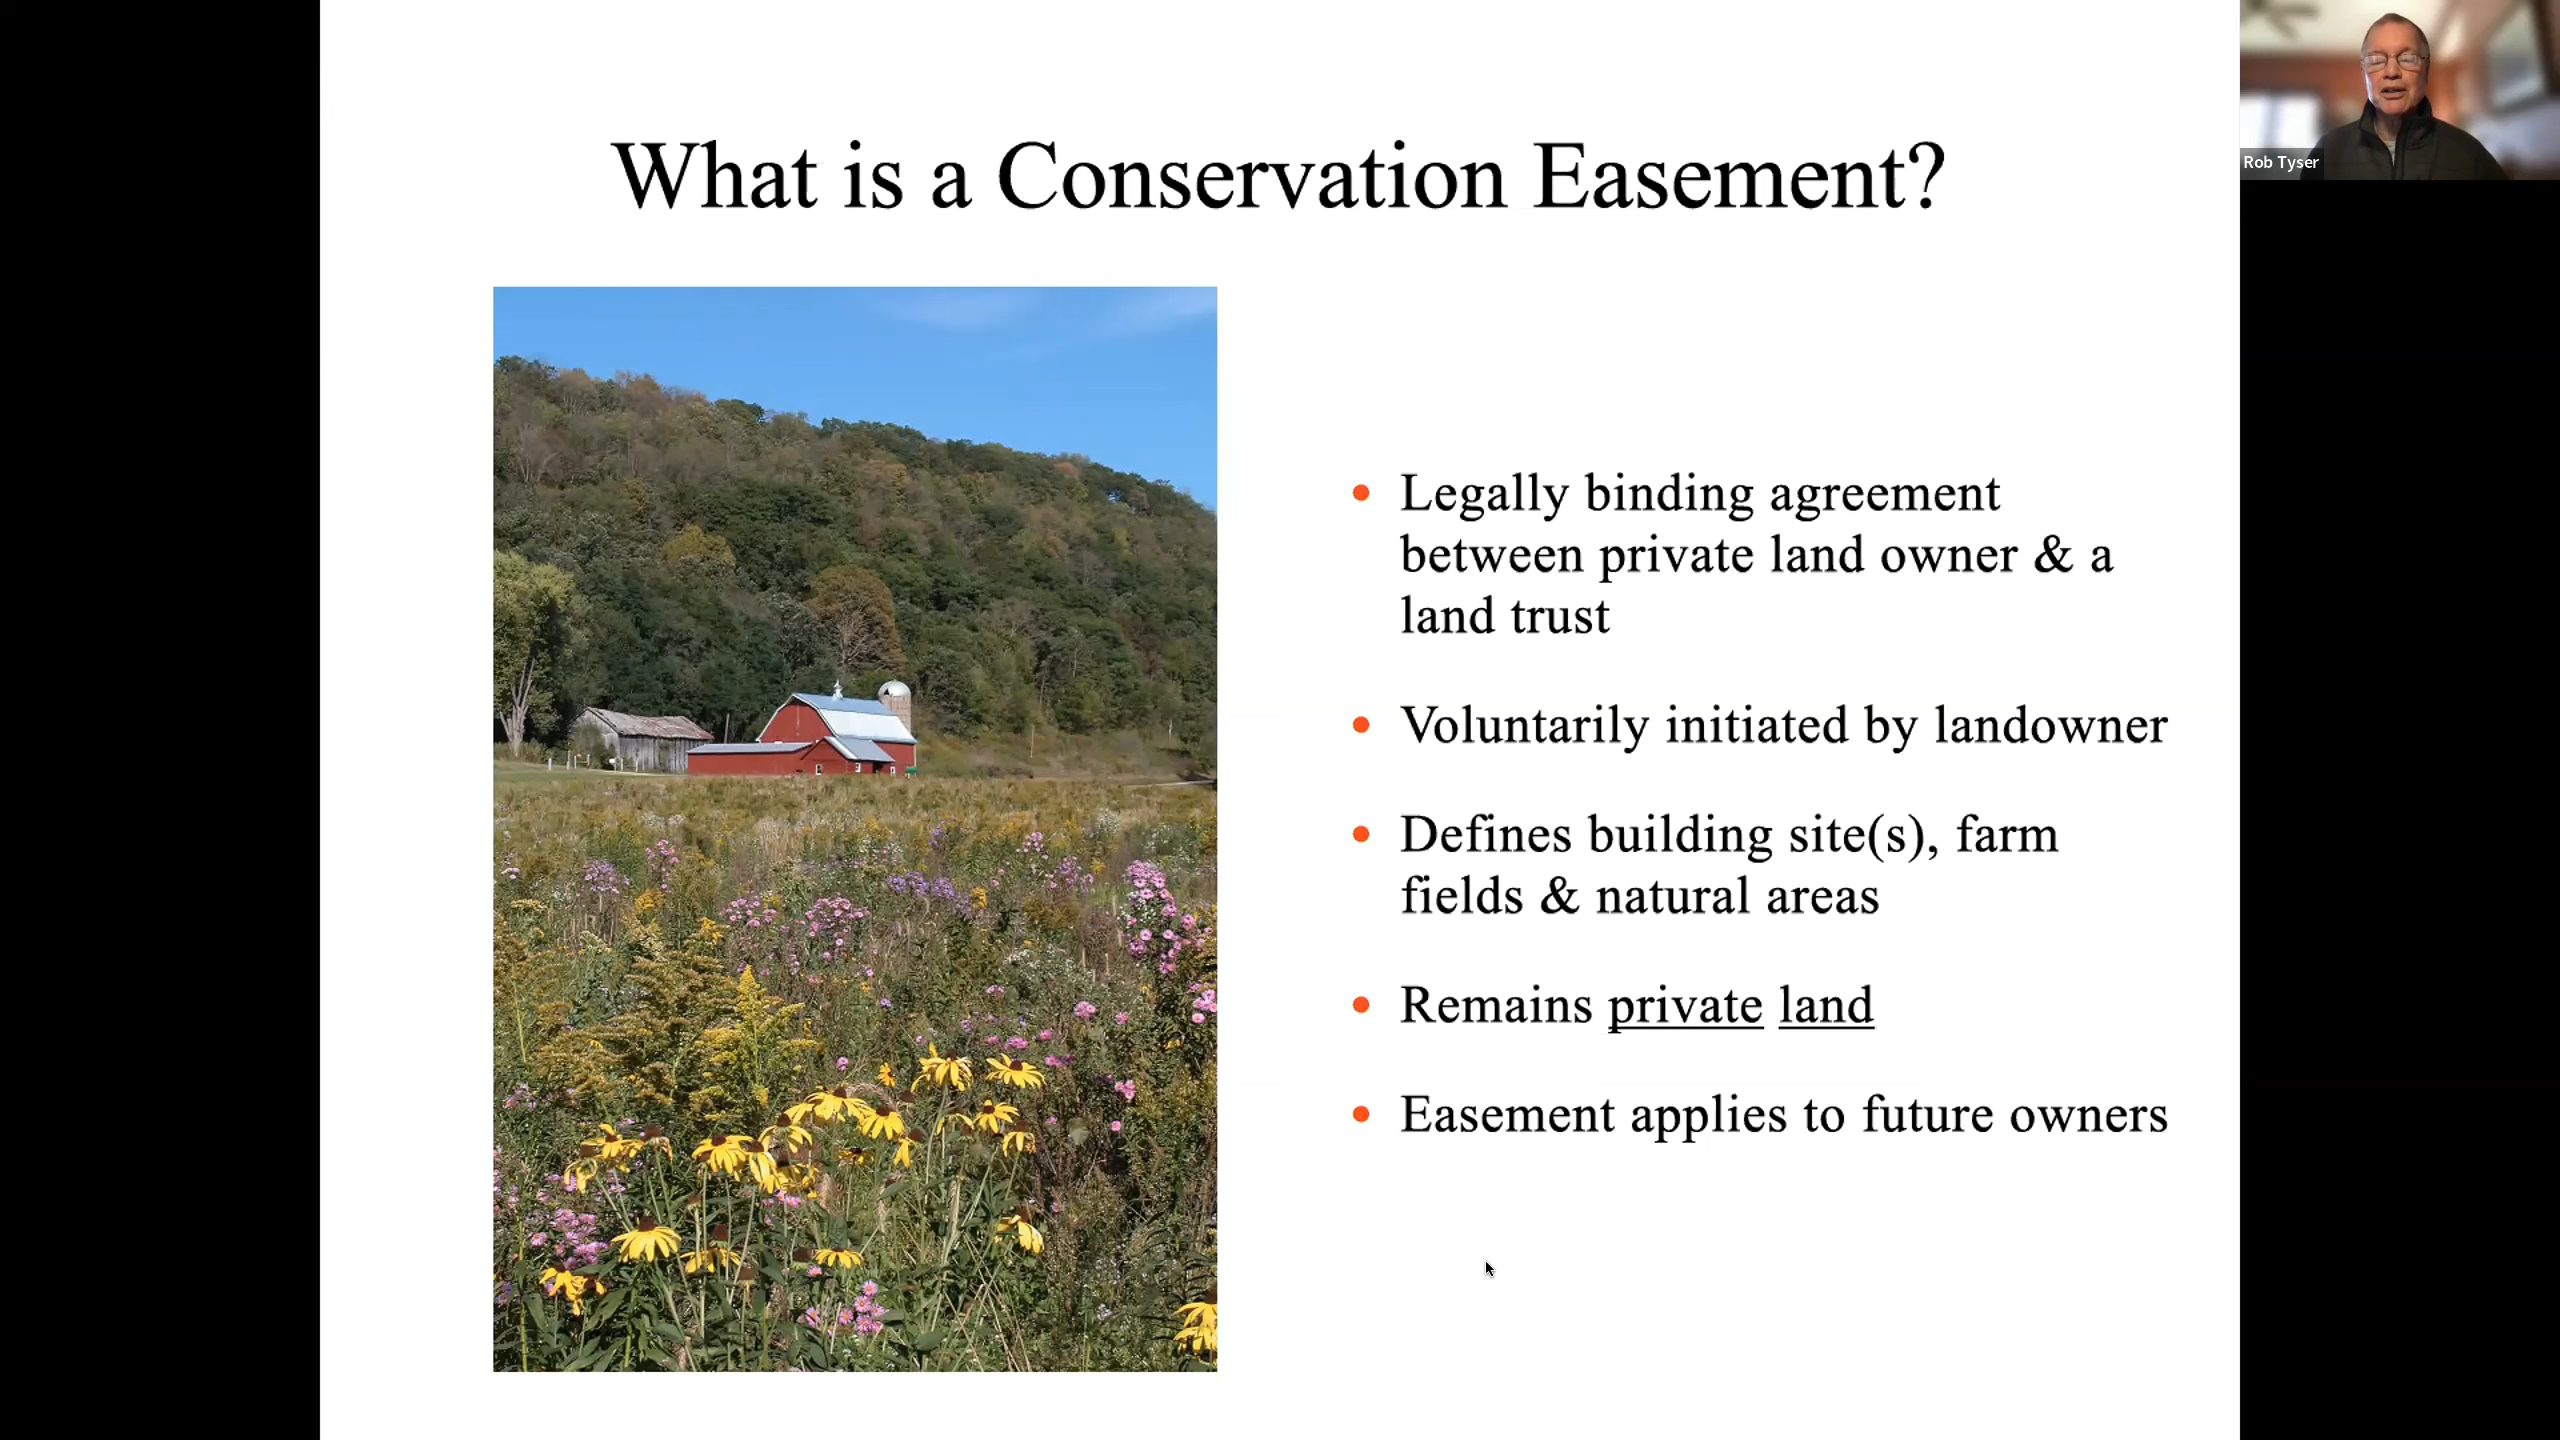 What is a Conservation Easement?
Rob Tyser
• Legally binding agreement
between private land owner & a
land trust
• Voluntarily initiated by landowner
• Defines building site(s), farm
fields & natural areas
• Remains private land
• Easement applies to future owners